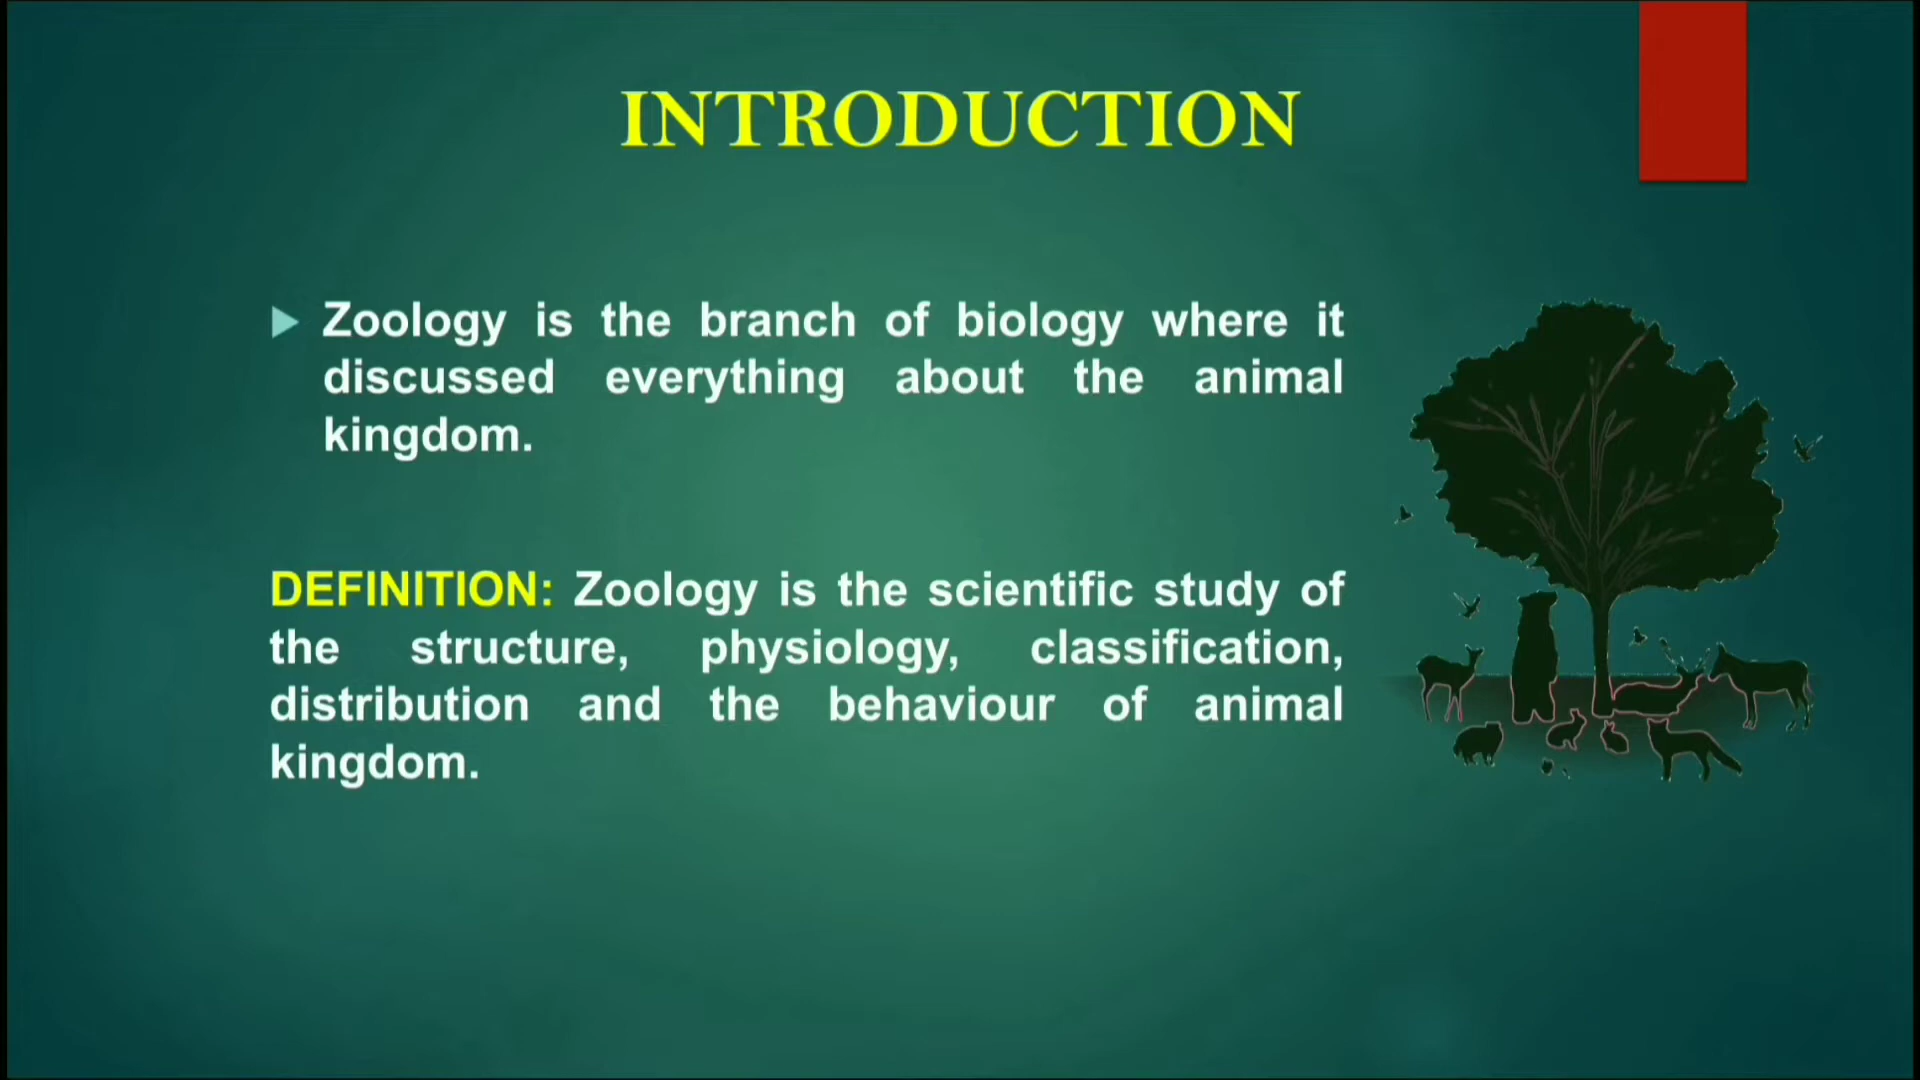 INTRODUCTION
Zoology is the branch of biology where it
discussed everything about the animal
kingdom.
DEFINITION: Zoology is the scientific study of
the structure, physiology, classification,
distribution and the behaviour of animal
kingdom.